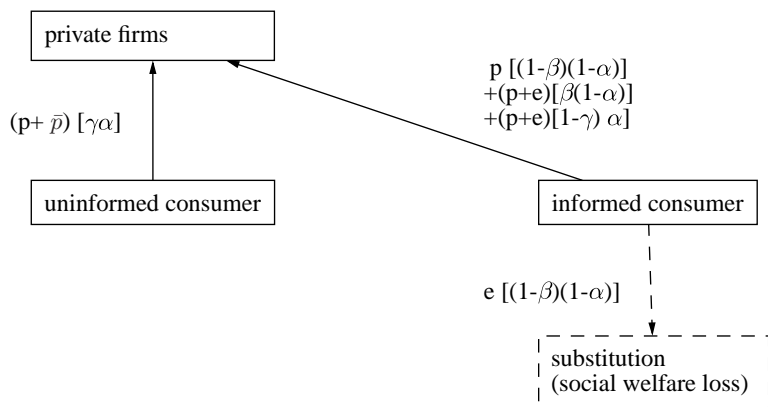 private firms
p [(1-β)(1-α)]
+(p+e)[β(1-α)]
+(p+e)[1-γ) α]
(p+ p̄) [γα]
uninformed consumer
informed consumer
e [(1-β)(1-α)]
substitution
(social welfare loss)